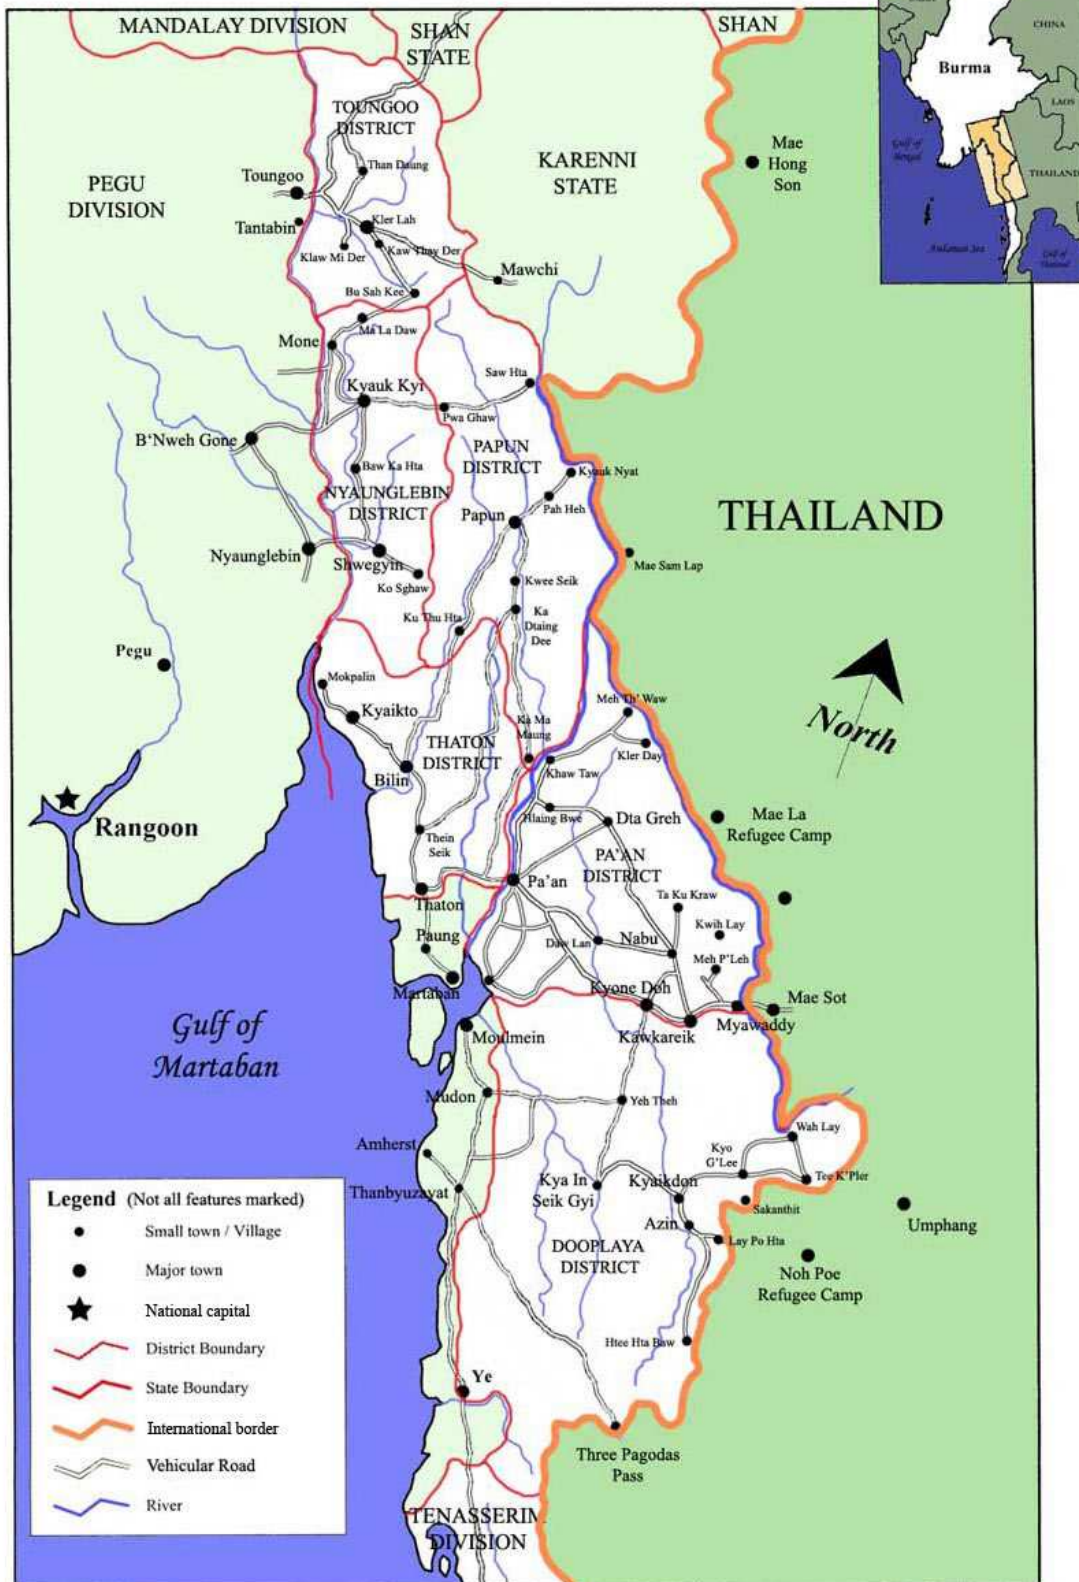 MANDALAY DIVISION
SHAN
STATE
SHAN
CHINA
Burma
LAOS
Gulf of
Bengal
THAILAND
Andaman Sea
Gulf of
Thailand
TOUNGOO
DISTRICT
Mae
Hong
Son
KARENNI
STATE
PEGU
DIVISION
Than Daung
Toungoo
Tantabin
Kler Lah
Klaw Mi Der
Kaw Thay Der
Mawchi
Bu Sah Kee
Ma La Daw
Mone
Saw Hta
Kyauk Kyi
Pwa Ghaw
B'Nweh Gone
PAPUN
DISTRICT
Baw Ka Hta
Kyauk Nyat
NYAUNGLEBIN
DISTRICT
Pah Heh
Papun
THAILAND
Nyaunglebin
Shwegyin
Mae Sam Lap
Ko Sghaw
Kwee Seik
Ku Thu Hta
Ka
Dtaing
Dee
Pegu
Mokpalin
Meh Th' Waw
Kyaikto
North
Ka Ma
Maung
THATON
DISTRICT
Kler Day
Bilin
Khaw Taw
Rangoon
Hlaing Bwe
Dta Greh
Mae La
Refugee Camp
Thein
Seik
PA'AN
DISTRICT
Pa'an
Thaton
Ta Ku Kraw
Kwih Lay
Paung
Daw Lan
Nabu
Meh P'Leh
Martaban
Kyone Doh
Mae Sot
Gulf of
Martaban
Moulmein
Kawkareik
Myawaddy
Mudon
Yeh Theh
Wah Lay
Amherst
Kyo
G'Lee
Thanbyuzayat
Kya In
Seik Gyi
Kyaikdon
Tee K'Pler
Sakanthit
Umphang
Azin
Lay Po Hta
DOOPLAYA
DISTRICT
Noh Poe
Refugee Camp
Htee Hta Baw
Ye
Three Pagodas
Pass
TENASSERIM
DIVISION
Legend (Not all features marked)
Small town / Village
Major town
National capital
District Boundary
State Boundary
International border
Vehicular Road
River